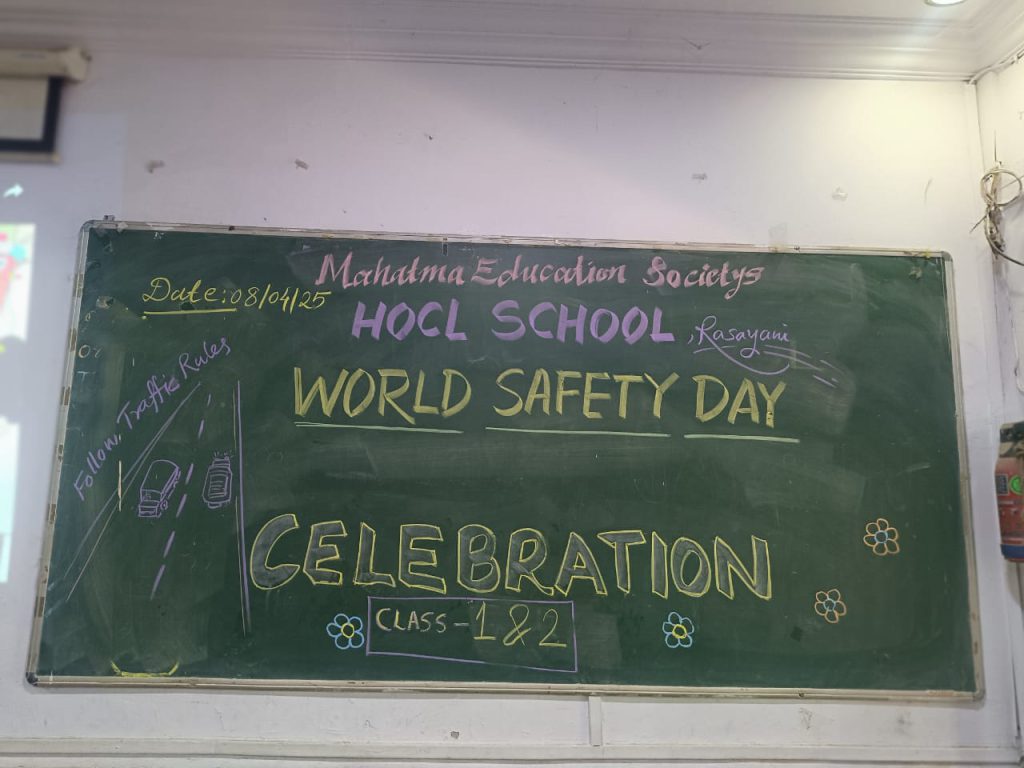 Mahatma Education Societys
Date: 08/04/25
HOCL SCHOOL, Rasayani
WORLD SAFETY DAY
Follow, Traffic Rules
CELEBRATION
CLASS - 1 & 2